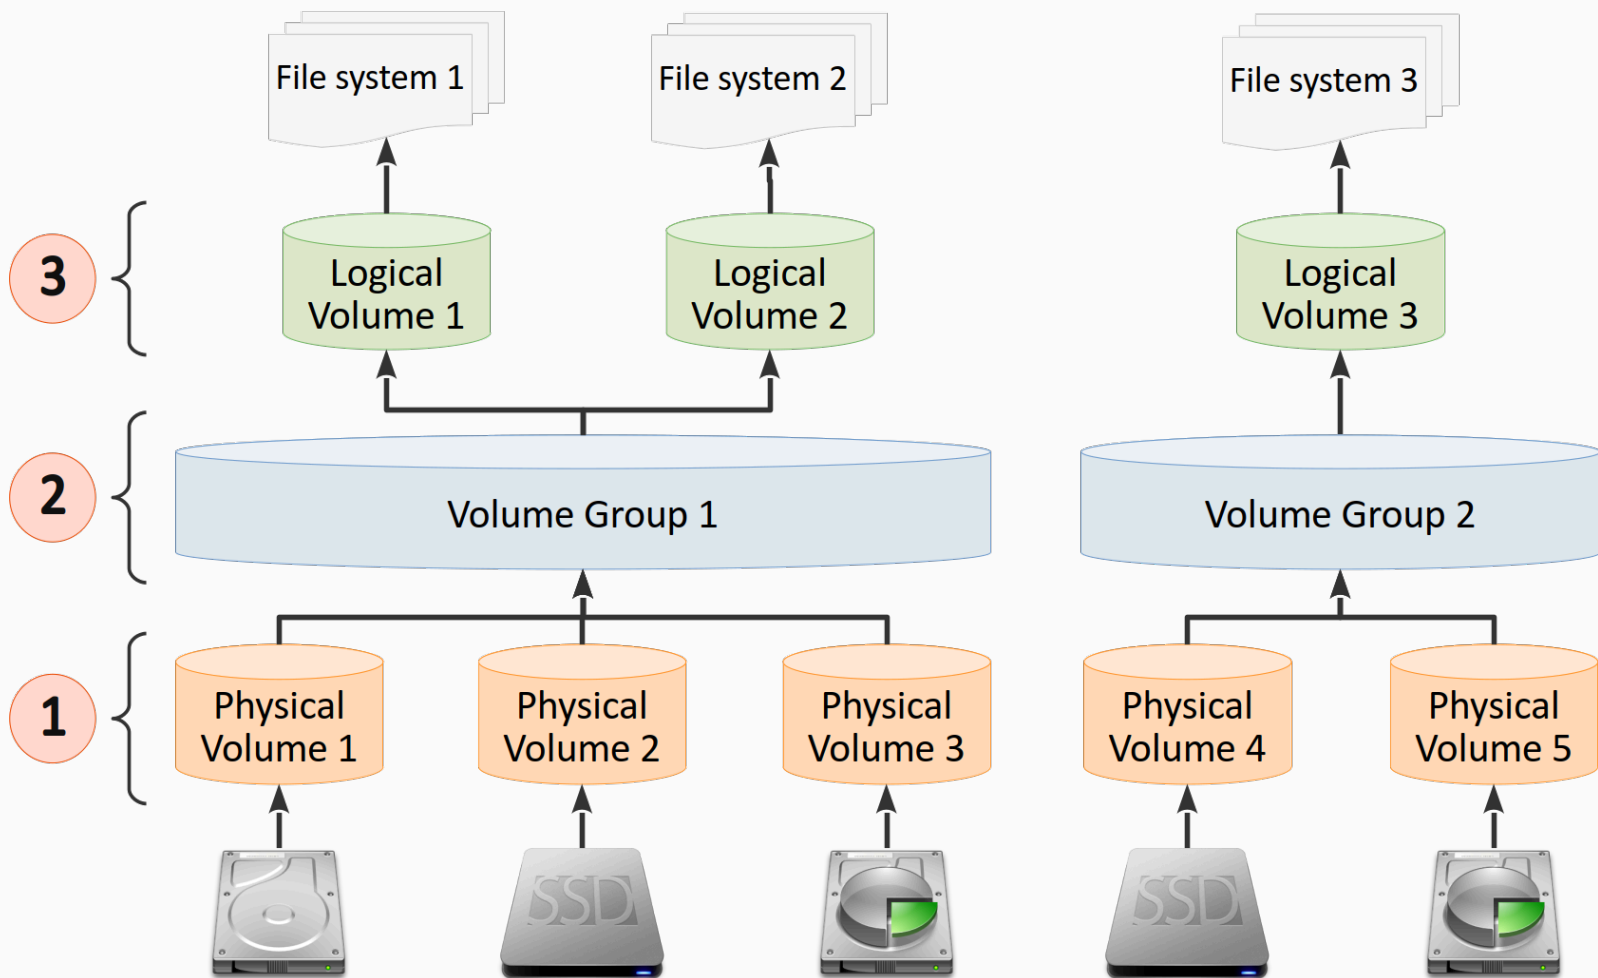 File system 1
File system 2
File system 3
3
Logical
Volume 1
Logical
Volume 2
Logical
Volume 3
2
Volume Group 1
Volume Group 2
1
Physical
Volume 1
Physical
Volume 2
Physical
Volume 3
Physical
Volume 4
Physical
Volume 5
SSD
SSD